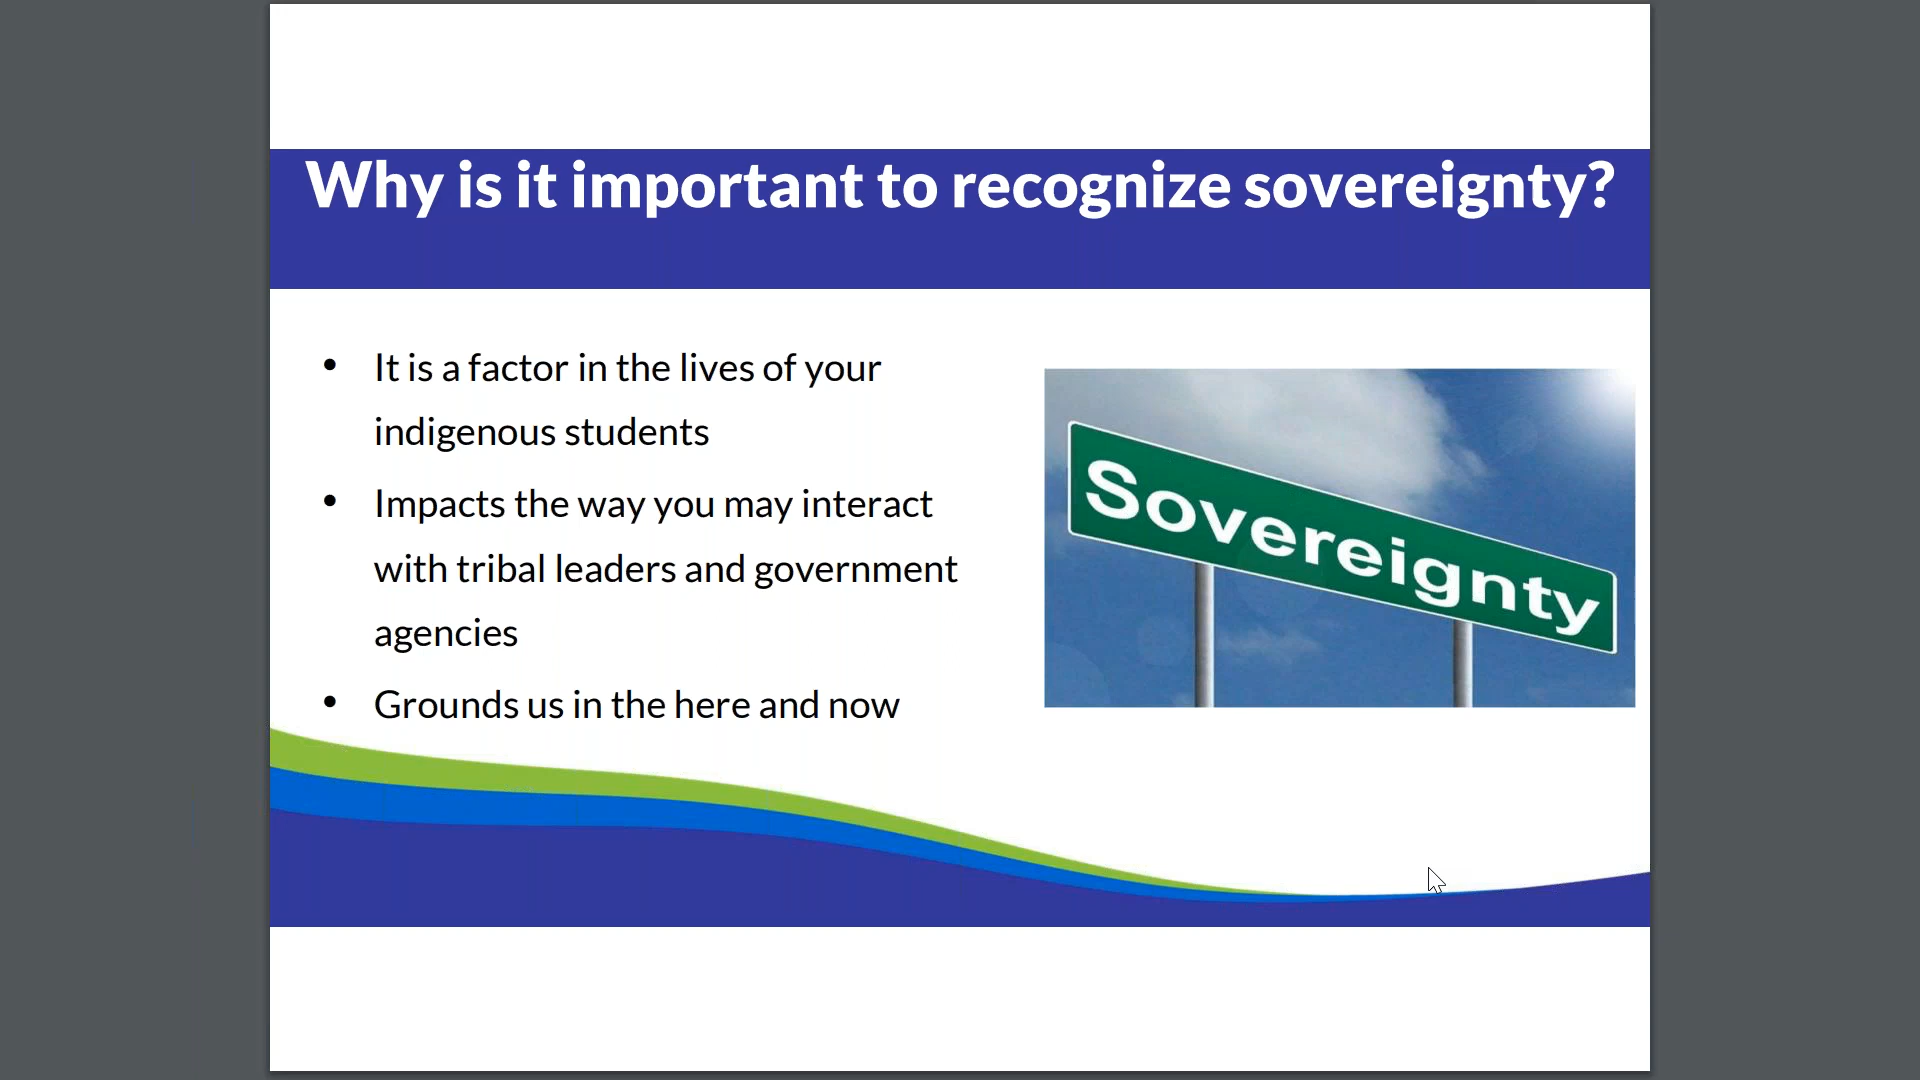 Why is it important to recognize sovereignty?
• It is a factor in the lives of your
indigenous students
• Impacts the way you may interact
with tribal leaders and government
agencies
• Grounds us in the here and now
Sovereignty